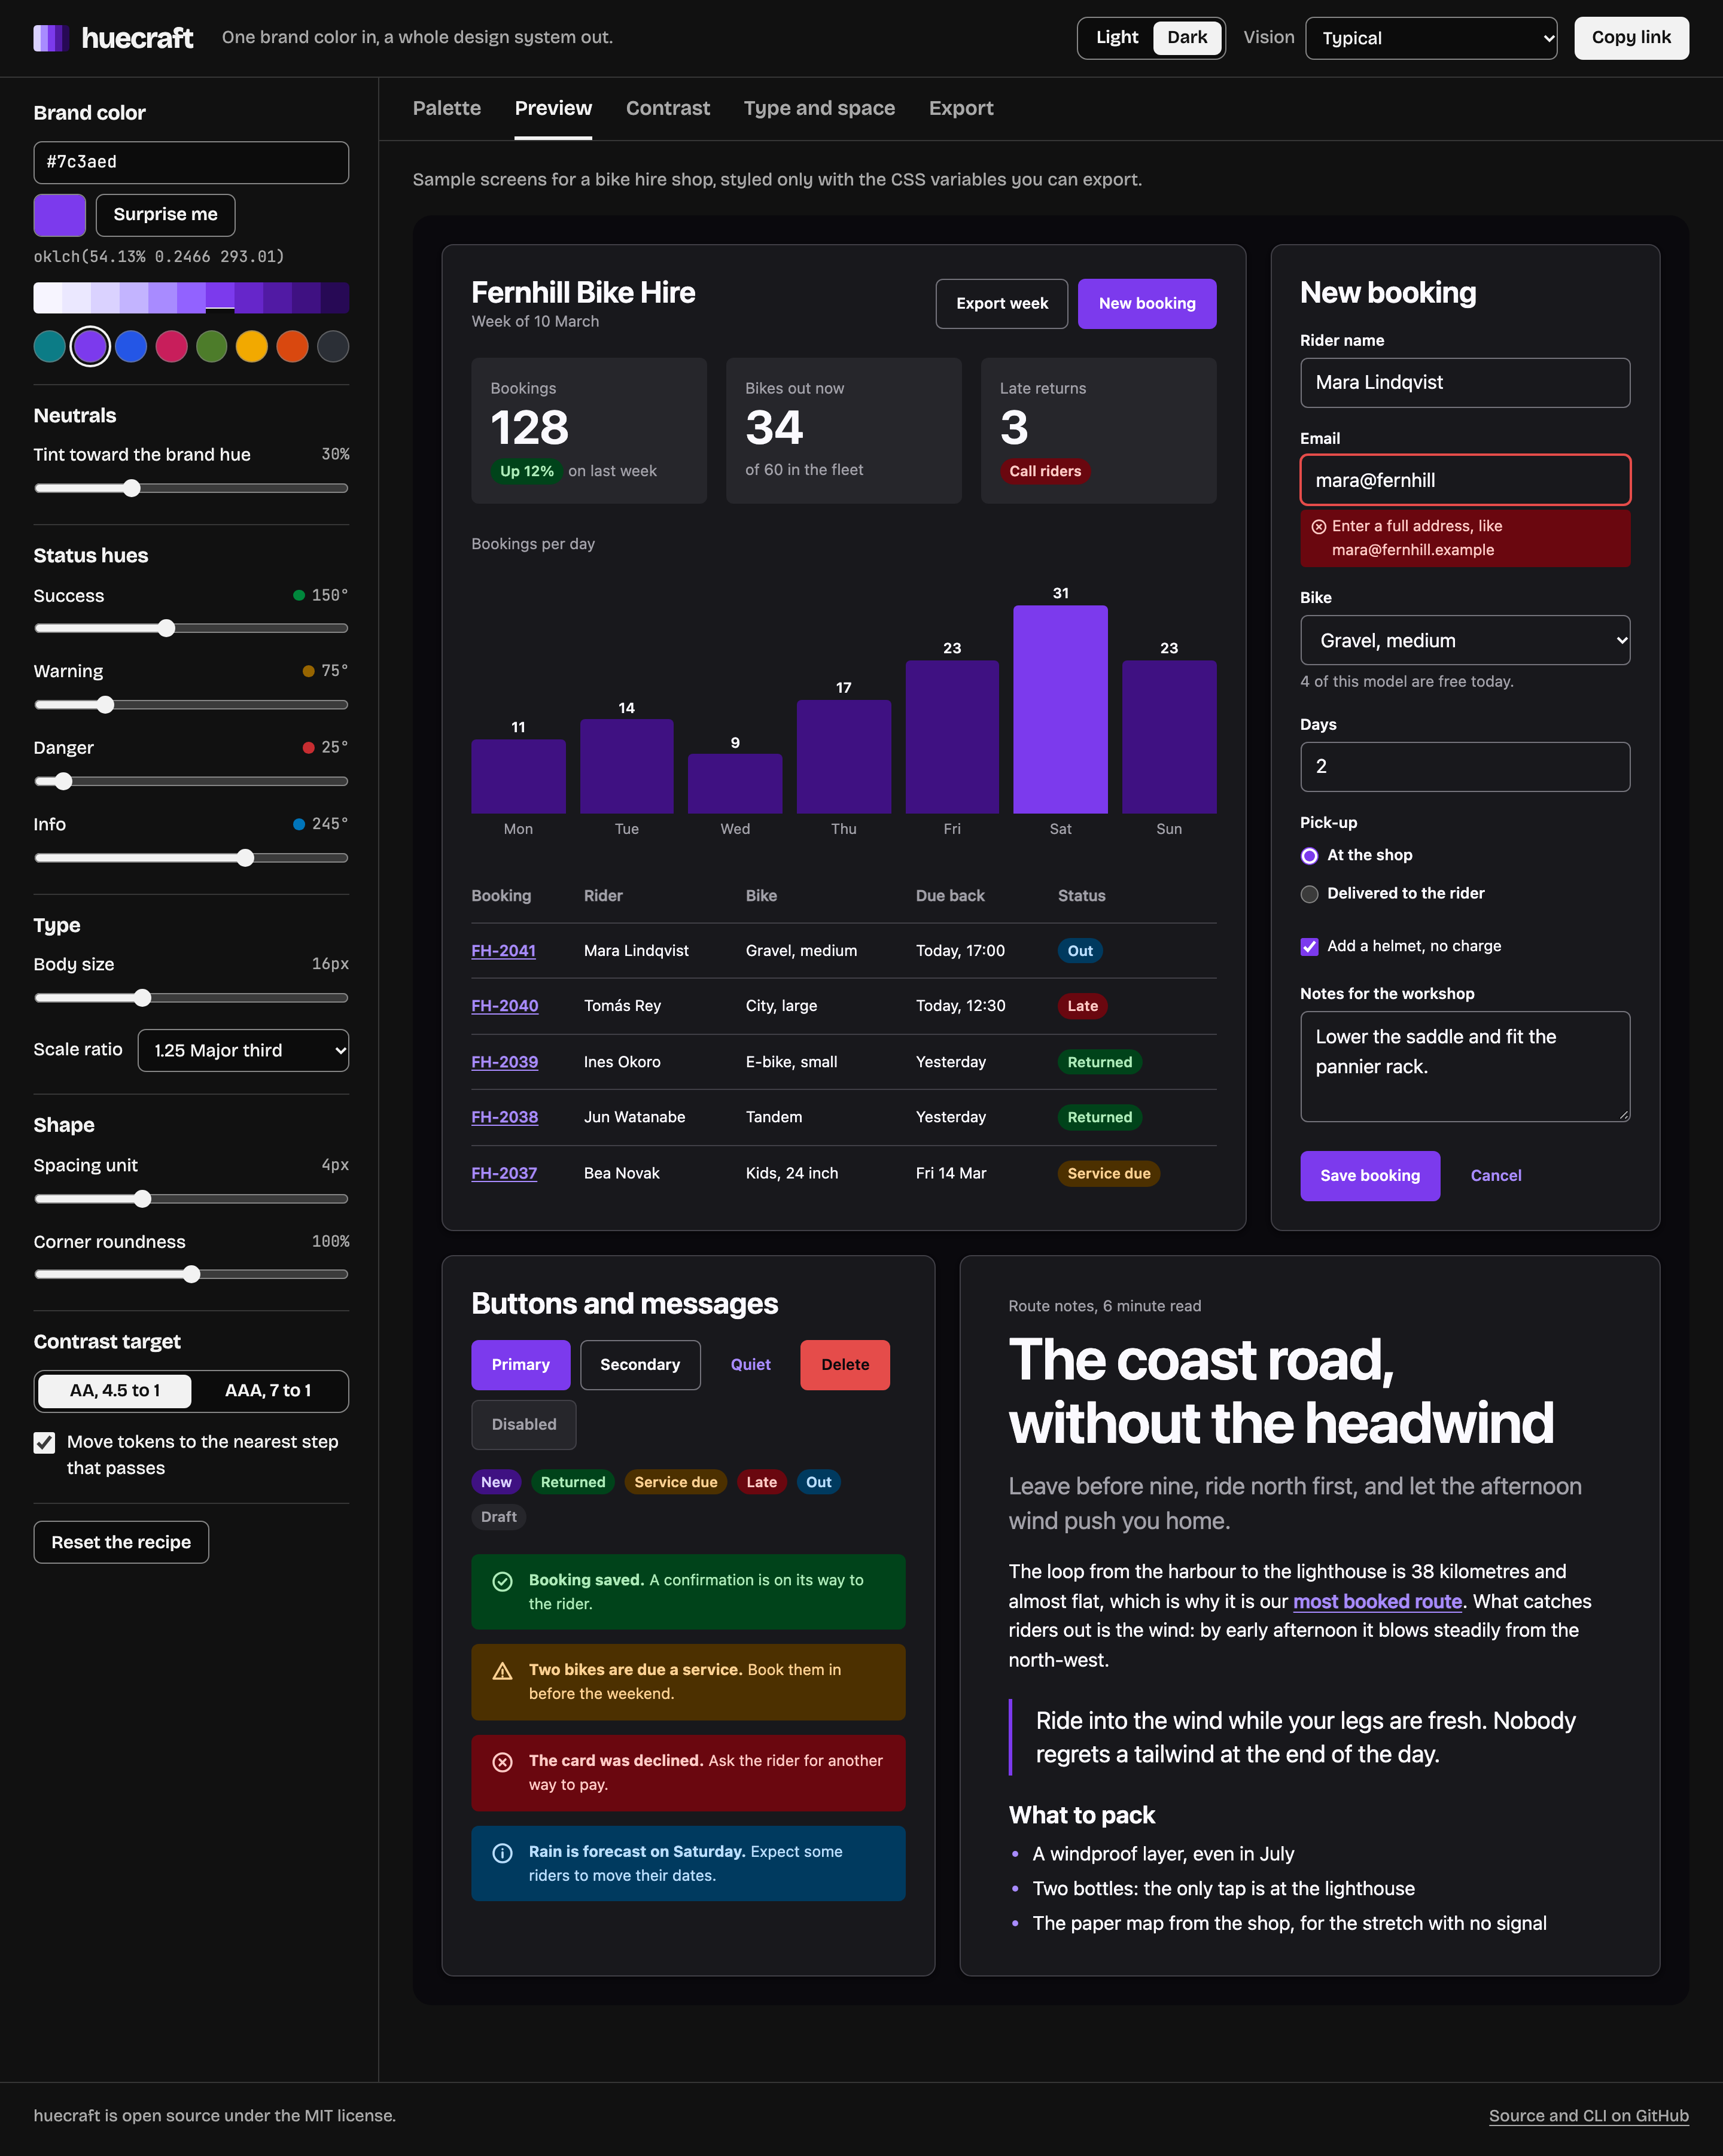 huecraft
One brand color in, a whole design system out.
Light
Dark
Vision
Typical
Copy link
Brand color
#7c3aed
Surprise me
oklch(54.13% 0.2466 293.01)
Neutrals
Tint toward the brand hue 30%
Status hues
Success 150°
Warning 75°
Danger 25°
Info 245°
Type
Body size 16px
Scale ratio 1.25 Major third
Shape
Spacing unit 4px
Corner roundness 100%
Contrast target
AA, 4.5 to 1
AAA, 7 to 1
Move tokens to the nearest step
that passes
Reset the recipe
Palette
Preview
Contrast
Type and space
Export
Sample screens for a bike hire shop, styled only with the CSS variables you can export.
Fernhill Bike Hire
Week of 10 March
Export week
New booking
Bookings
128
Up 12% on last week
Bikes out now
34
of 60 in the fleet
Late returns
3
Call riders
Bookings per day
11
14
9
17
23
31
23
Mon
Tue
Wed
Thu
Fri
Sat
Sun
Booking Rider Bike Due back Status
FH-2041 Mara Lindqvist Gravel, medium Today, 17:00 Out
FH-2040 Tomás Rey City, large Today, 12:30 Late
FH-2039 Ines Okoro E-bike, small Yesterday Returned
FH-2038 Jun Watanabe Tandem Yesterday Returned
FH-2037 Bea Novak Kids, 24 inch Fri 14 Mar Service due
New booking
Rider name
Mara Lindqvist
Email
mara@fernhill
Enter a full address, like
mara@fernhill.example
Bike
Gravel, medium
4 of this model are free today.
Days
2
Pick-up
At the shop
Delivered to the rider
Add a helmet, no charge
Notes for the workshop
Lower the saddle and fit the
pannier rack.
Save booking
Cancel
Buttons and messages
Primary
Secondary
Quiet
Delete
Disabled
New
Returned
Service due
Late
Out
Draft
Booking saved. A confirmation is on its way to
the rider.
Two bikes are due a service. Book them in
before the weekend.
The card was declined. Ask the rider for another
way to pay.
Rain is forecast on Saturday. Expect some
riders to move their dates.
Route notes, 6 minute read
The coast road,
without the headwind
Leave before nine, ride north first, and let the afternoon
wind push you home.
The loop from the harbour to the lighthouse is 38 kilometres and
almost flat, which is why it is our most booked route. What catches
riders out is the wind: by early afternoon it blows steadily from the
north-west.
Ride into the wind while your legs are fresh. Nobody
regrets a tailwind at the end of the day.
What to pack
A windproof layer, even in July
Two bottles: the only tap is at the lighthouse
The paper map from the shop, for the stretch with no signal
huecraft is open source under the MIT license.
Source and CLI on GitHub